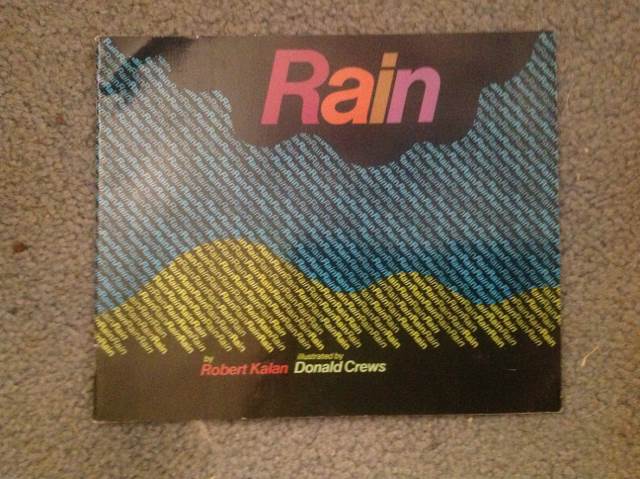 Rain
by
Robert Kalan
illustrated by
Donald Crews